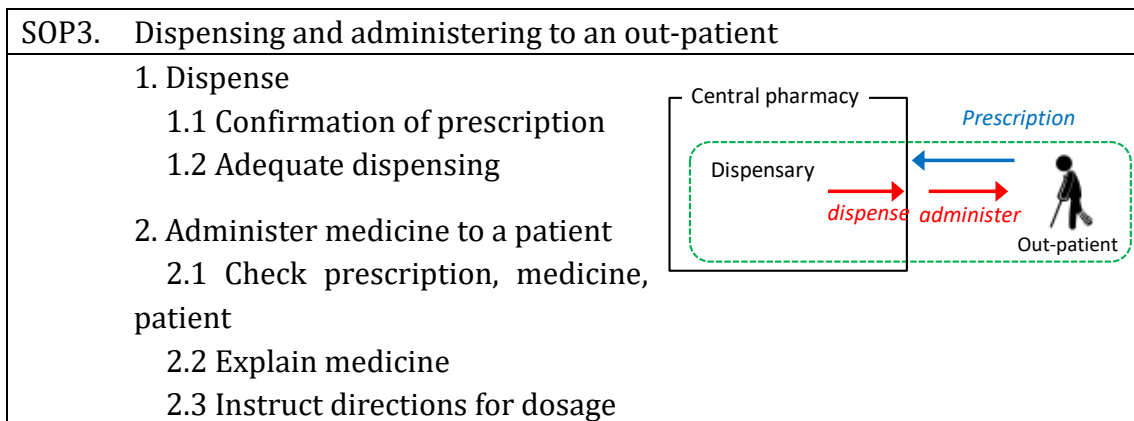 SOP3. Dispensing and administering to an out-patient
1. Dispense
1.1 Confirmation of prescription
1.2 Adequate dispensing
2. Administer medicine to a patient
2.1 Check prescription, medicine,
patient
2.2 Explain medicine
2.3 Instruct directions for dosage
Central pharmacy
Prescription
Dispensary
dispense administer
Out-patient